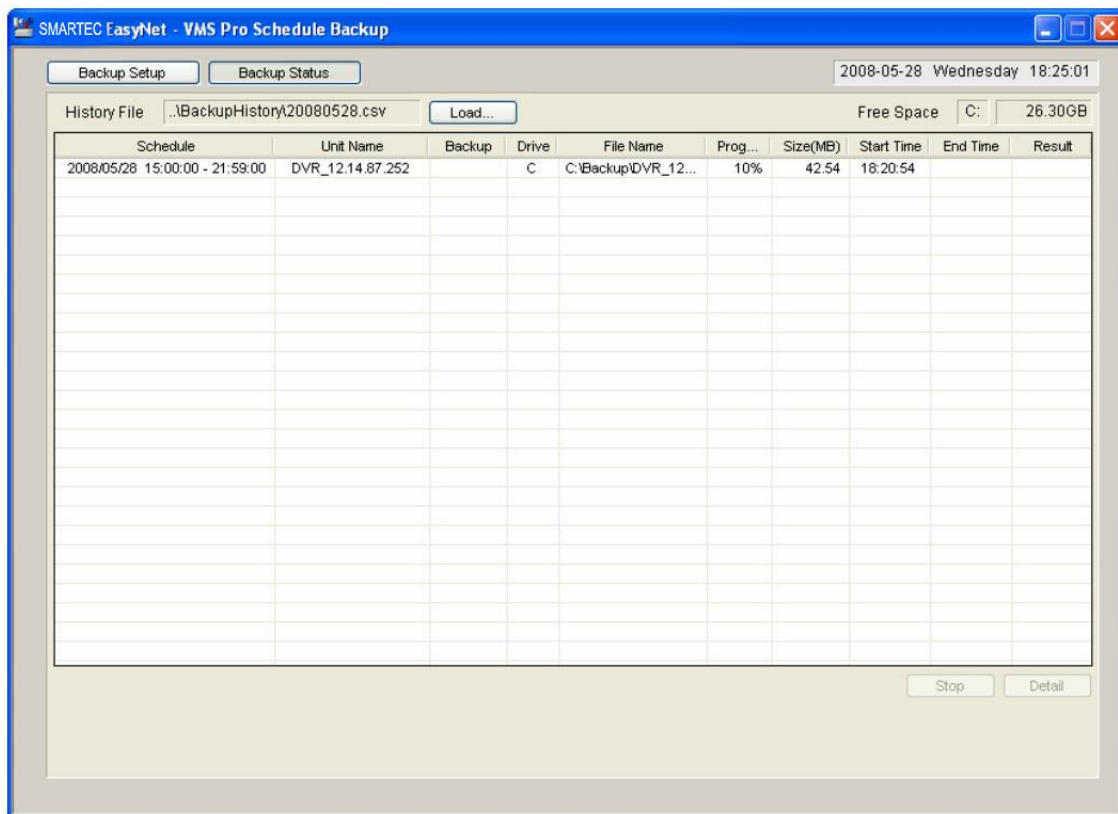 SMARTEC EasyNet - VMS Pro Schedule Backup
Backup Setup Backup Status 2008-05-28 Wednesday 18:25:01
History File ..\BackupHistory\20080528.csv Load... Free Space C: 26.30GB
Schedule Unit Name Backup Drive File Name Prog... Size(MB) Start Time End Time Result
2008/05/28 15:00:00 - 21:59:00 DVR_12.14.87.252 C C:\Backup\DVR_12... 10% 42.54 18:20:54
Stop Detail